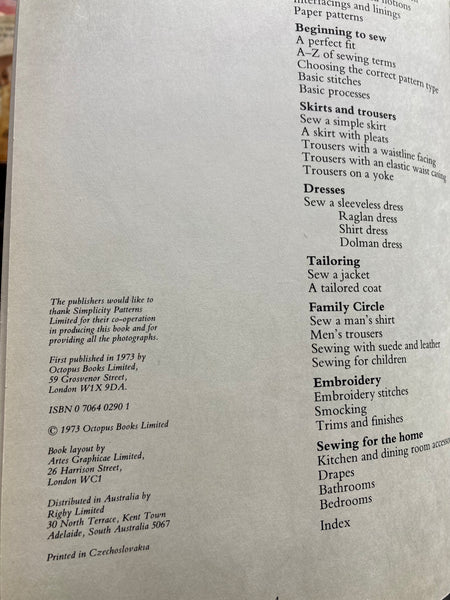 Interfacings and linings
Paper patterns
Beginning to sew
A perfect fit
A–Z of sewing terms
Choosing the correct pattern type
Basic stitches
Basic processes
Skirts and trousers
Sew a simple skirt
A skirt with pleats
Trousers with a waistline facing
Trousers with an elastic waist casing
Trousers on a yoke
Dresses
Sew a sleeveless dress
Raglan dress
Shirt dress
Dolman dress
Tailoring
Sew a jacket
A tailored coat
Family Circle
Sew a man's shirt
Men's trousers
Sewing with suede and leather
Sewing for children
Embroidery
Embroidery stitches
Smocking
Trims and finishes
Sewing for the home
Kitchen and dining room
Drapes
Bathrooms
Bedrooms
Index
The publishers would like to
thank Simplicity Patterns
Limited for their co-operation
in producing this book and for
providing all the photographs.
First published in 1973 by
Octopus Books Limited,
59 Grosvenor Street,
London W1X 9DA.
ISBN 0 7064 0290 1
© 1973 Octopus Books Limited
Book layout by
Artes Graphicae Limited,
26 Harrison Street,
London WC1
Distributed in Australia by
Rigby Limited
30 North Terrace, Kent Town
Adelaide, South Australia 5067
Printed in Czechoslovakia